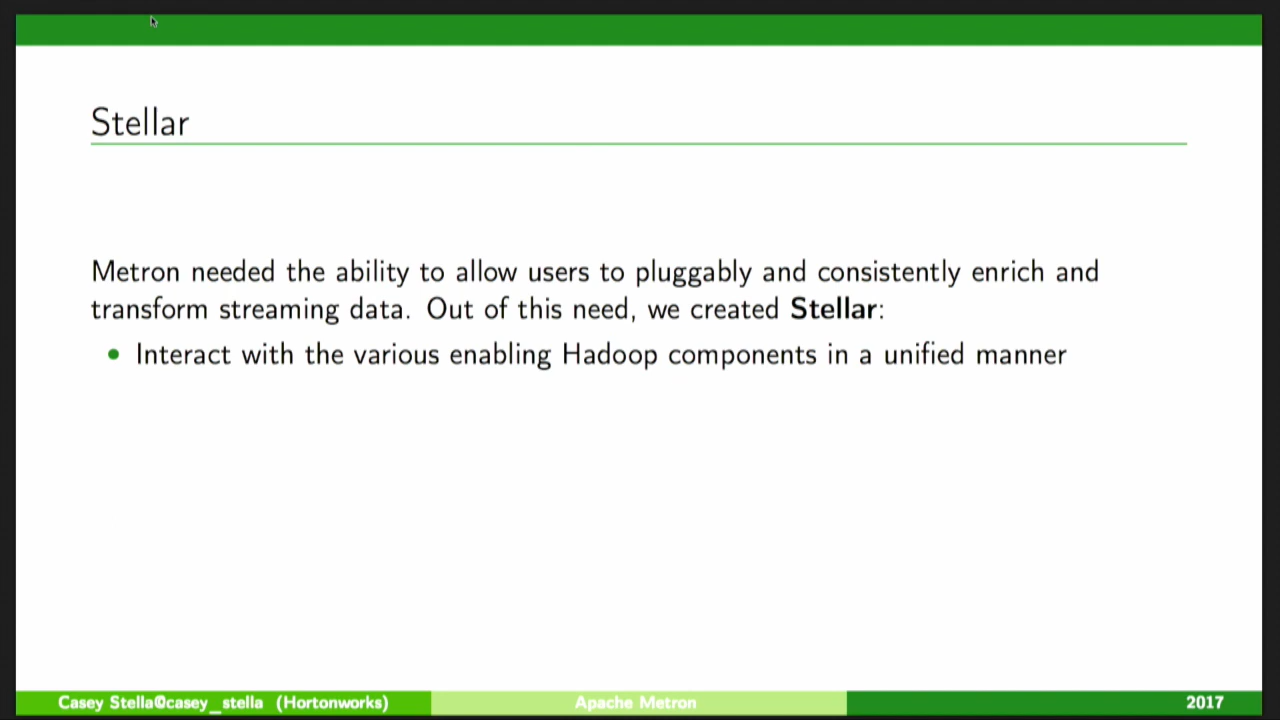 Stellar
Metron needed the ability to allow users to pluggably and consistently enrich and
transform streaming data. Out of this need, we created Stellar:
• Interact with the various enabling Hadoop components in a unified manner
Casey Stella@casey_stella (Hortonworks) Apache Metron 2017